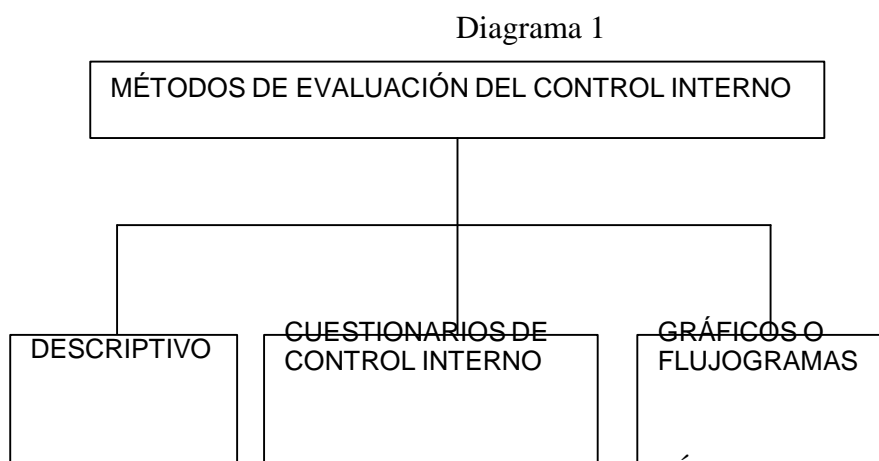 Diagrama 1
MÉTODOS DE EVALUACIÓN DEL CONTROL INTERNO
DESCRIPTIVO
CUESTIONARIOS DE
CONTROL INTERNO
GRÁFICOS O
FLUJOGRAMAS